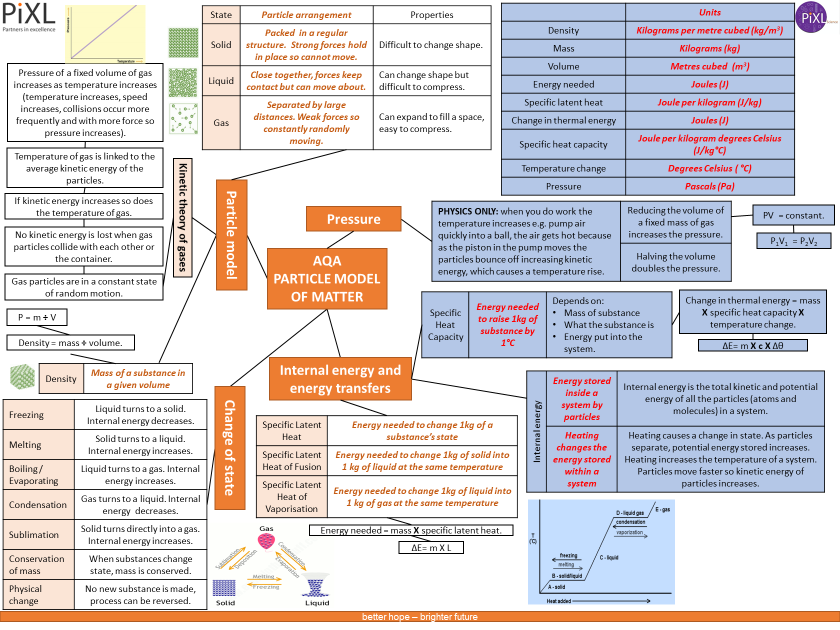 PiXL
Partners in excellence
Temperature
State
Particle arrangement
Properties
Solid
Packed in a regular
structure. Strong forces hold
in place so cannot move.
Difficult to change shape.
Liquid
Close together, forces keep
contact but can move about.
Can change shape but
difficult to compress.
Gas
Separated by large
distances. Weak forces so
constantly randomly
moving.
Can expand to fill a space,
easy to compress.
Units
Density
Kilograms per metre cubed (kg/m³)
Mass
Kilograms (kg)
Volume
Metres cubed (m³)
Energy needed
Joules (J)
Specific latent heat
Joule per kilogram (J/kg)
Change in thermal energy
Joules (J)
Specific heat capacity
Joule per kilogram degrees Celsius
(J/kg°C)
Temperature change
Degrees Celsius (°C)
Pressure
Pascals (Pa)
PiXL
Pressure of a fixed volume of gas
increases as temperature increases
(temperature increases, speed
increases, collisions occur more
frequently and with more force so
pressure increases).
Temperature of gas is linked to the
average kinetic energy of the
particles.
If kinetic energy increases so does
the temperature of gas.
No kinetic energy is lost when gas
particles collide with each other or
the container.
Gas particles are in a constant state
of random motion.
Kinetic theory of gases
Particle model
Pressure
AQA
PARTICLE MODEL
OF MATTER
PHYSICS ONLY: when you do work the
temperature increases e.g. pump air
quickly into a ball, the air gets hot because
as the piston in the pump moves the
particles bounce off increasing kinetic
energy, which causes a temperature rise.
Reducing the volume of
a fixed mass of gas
increases the pressure.
Halving the volume
doubles the pressure.
PV = constant.
P₁V₁ = P₂V₂
P = m ÷ V
Density = mass ÷ volume.
Density
Mass of a substance in
a given volume
Specific
Heat
Capacity
Energy needed
to raise 1kg of
substance by
1°C
Depends on:
• Mass of substance
• What the substance is
• Energy put into the
system.
Change in thermal energy = mass
X specific heat capacity X
temperature change.
ΔE= m X c X Δθ
Internal energy and
energy transfers
Change of state
Freezing
Liquid turns to a solid.
Internal energy decreases.
Melting
Solid turns to a liquid.
Internal energy increases.
Boiling /
Evaporating
Liquid turns to a gas. Internal
energy increases.
Condensation
Gas turns to a liquid. Internal
energy decreases.
Sublimation
Solid turns directly into a gas.
Internal energy increases.
Conservation
of mass
When substances change
state, mass is conserved.
Physical
change
No new substance is made,
process can be reversed.
Specific Latent
Heat
Energy needed to change 1kg of a
substance's state
Specific Latent
Heat of Fusion
Energy needed to change 1kg of solid into
1 kg of liquid at the same temperature
Specific Latent
Heat of
Vaporisation
Energy needed to change 1kg of liquid into
1 kg of gas at the same temperature
Energy needed = mass X specific latent heat.
ΔE= m X L
Internal energy
Energy stored
inside a
system by
particles
Internal energy is the total kinetic and potential
energy of all the particles (atoms and
molecules) in a system.
Heating
changes the
energy stored
within a
system
Heating causes a change in state. As particles
separate, potential energy stored increases.
Heating increases the temperature of a system.
Particles move faster so kinetic energy of
particles increases.
Gas
Sublimation
Deposition
Condensation
Evaporation
Melting
Freezing
Solid
Liquid
E - gas
D - liquid gas
condensation
vaporization
C - liquid
freezing
melting
B - solid/liquid
A - solid
Heat added
better hope – brighter future